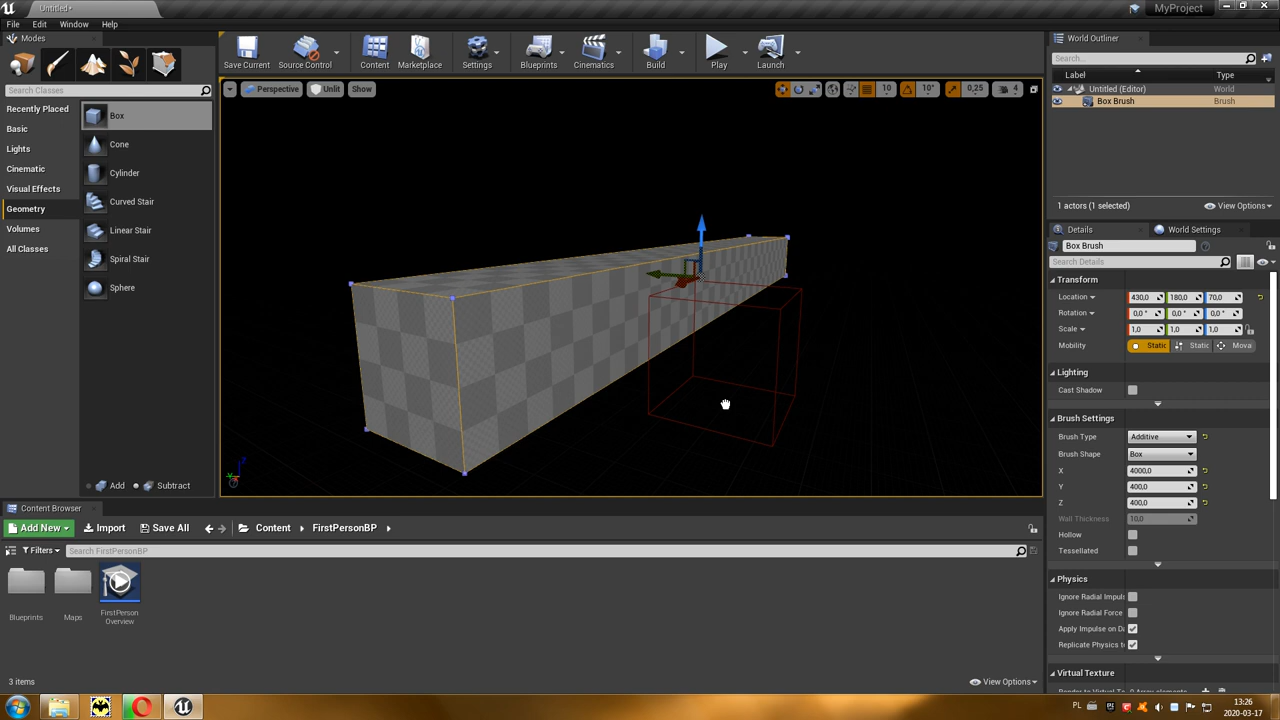 Untitled*
MyProject
File Edit Window Help
Modes
Search Classes
Recently Placed
Basic
Lights
Cinematic
Visual Effects
Geometry
Volumes
All Classes
Box
Cone
Cylinder
Curved Stair
Linear Stair
Spiral Stair
Sphere
Add Subtract
Save Current Source Control Content Marketplace Settings Blueprints Cinematics Build Play Launch
Perspective Unlit Show 10 10° 0,25 4
World Outliner
Search...
Label Type
Untitled (Editor) World
Box Brush Brush
1 actors (1 selected) View Options
Details World Settings
Box Brush
Search Details
Transform
Location 430,0 180,0 70,0
Rotation 0,0 ° 0,0 ° 0,0 °
Scale 1,0 1,0 1,0
Mobility Static Static Mova
Lighting
Cast Shadow
Brush Settings
Brush Type Additive
Brush Shape Box
X 4000,0
Y 400,0
Z 400,0
Wall Thickness 10,0
Hollow
Tessellated
Physics
Ignore Radial Impuls
Ignore Radial Force
Apply Impulse on Da
Replicate Physics to
Virtual Texture
Content Browser
Add New Import Save All Content FirstPersonBP
Filters Search FirstPersonBP
Blueprints
Maps
FirstPerson
Overview
3 items View Options
PL 13:26
2020-03-17